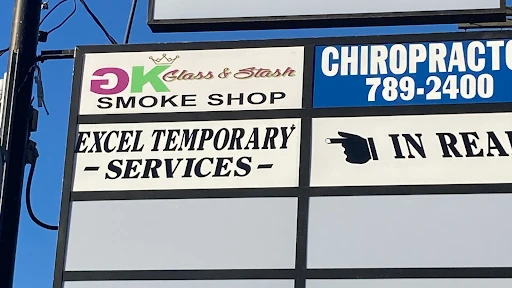 GK Glass & Stash
SMOKE SHOP
CHIROPRACTO
789-2400
EXCEL TEMPORARY
- SERVICES -
IN REA